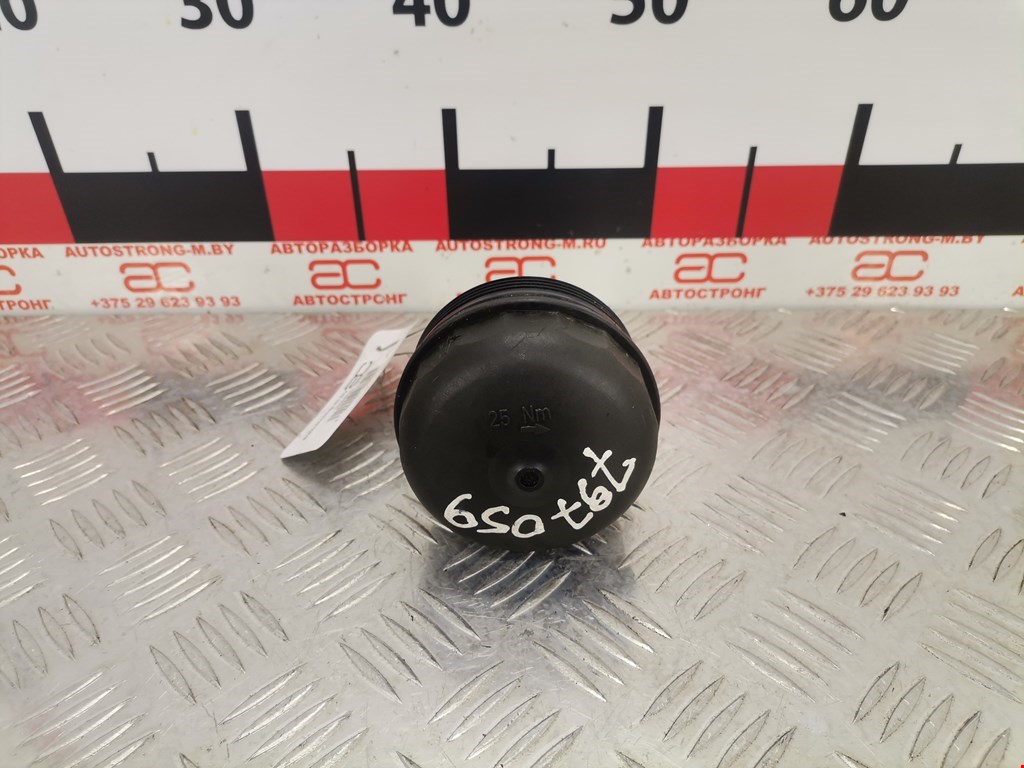 30 40 50 60
АВТОРАЗБОРКА AUTOSTRONG-M.BY АВТОРАЗБОРКА AUTOSTRONG-M.RU АВТОРАЗБОРКА AUTOSTRONG-M.BY
ac ac ac ac ac
АВТОСТРОНГ +375 29 623 93 93 АВТОСТРОНГ АВТОСТРОНГ +375 29 623 93 93
25 Nm